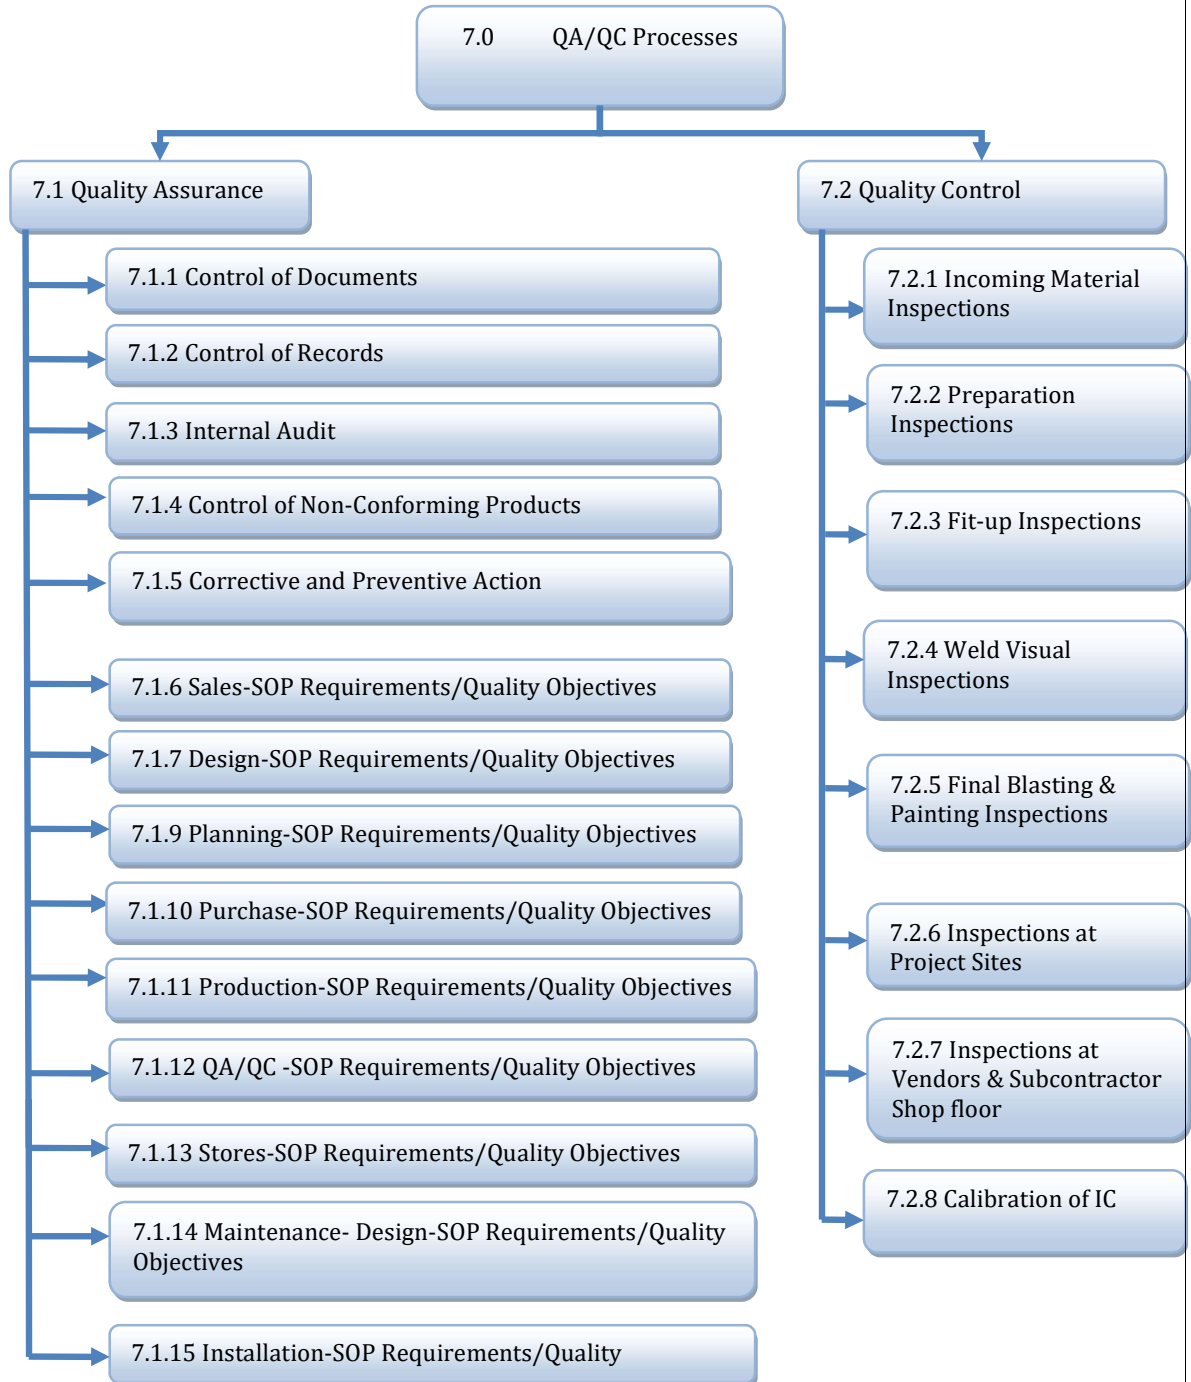 7.0 QA/QC Processes
7.1 Quality Assurance
7.1.1 Control of Documents
7.1.2 Control of Records
7.1.3 Internal Audit
7.1.4 Control of Non-Conforming Products
7.1.5 Corrective and Preventive Action
7.1.6 Sales-SOP Requirements/Quality Objectives
7.1.7 Design-SOP Requirements/Quality Objectives
7.1.9 Planning-SOP Requirements/Quality Objectives
7.1.10 Purchase-SOP Requirements/Quality Objectives
7.1.11 Production-SOP Requirements/Quality Objectives
7.1.12 QA/QC -SOP Requirements/Quality Objectives
7.1.13 Stores-SOP Requirements/Quality Objectives
7.1.14 Maintenance- Design-SOP Requirements/Quality
Objectives
7.1.15 Installation-SOP Requirements/Quality
7.2 Quality Control
7.2.1 Incoming Material
Inspections
7.2.2 Preparation
Inspections
7.2.3 Fit-up Inspections
7.2.4 Weld Visual
Inspections
7.2.5 Final Blasting &
Painting Inspections
7.2.6 Inspections at
Project Sites
7.2.7 Inspections at
Vendors & Subcontractor
Shop floor
7.2.8 Calibration of IC